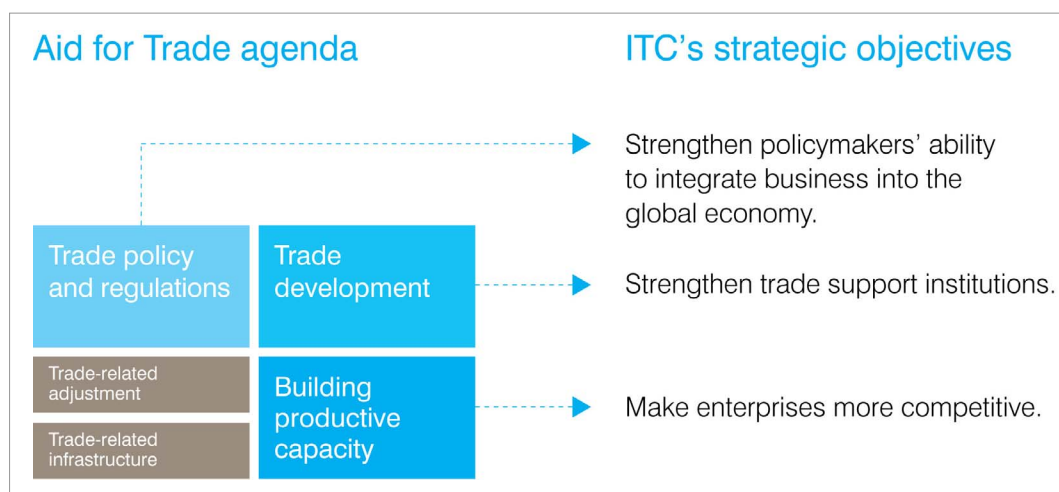 Aid for Trade agenda
ITC’s strategic objectives
Strengthen policymakers’ ability
to integrate business into the
global economy.
Trade policy
and regulations
Trade
development
Strengthen trade support institutions.
Trade-related
adjustment
Trade-related
infrastructure
Building
productive
capacity
Make enterprises more competitive.